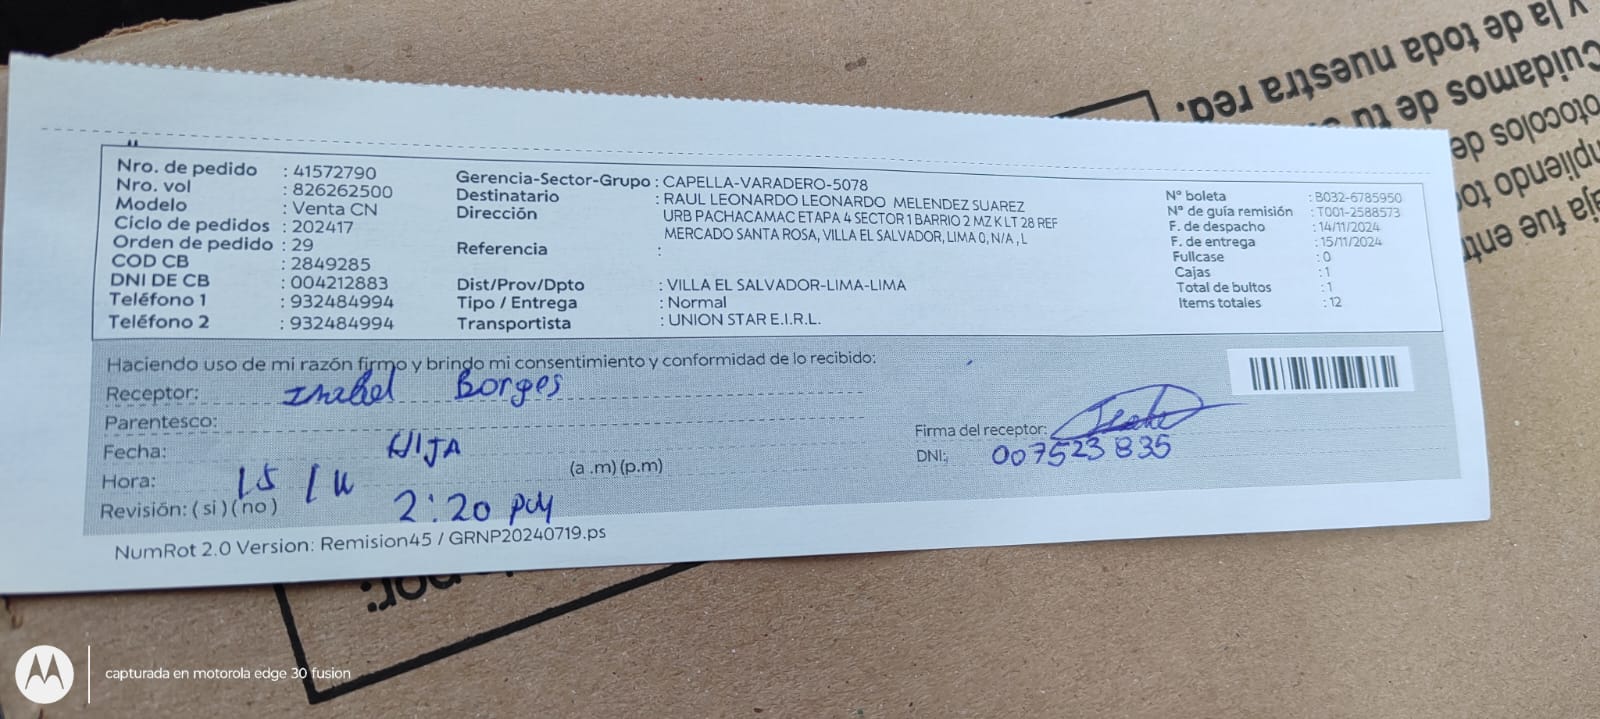 Nro. de pedido : 41572790
Nro. vol : 826262500
Modelo : Venta CN
Ciclo de pedidos : 202417
Orden de pedido : 29
COD CB : 2849285
DNI DE CB : 004212883
Teléfono 1 : 932484994
Teléfono 2 : 932484994
Gerencia-Sector-Grupo : CAPELLA-VARADERO-5078
Destinatario : RAUL LEONARDO LEONARDO MELENDEZ SUAREZ
Dirección URB PACHACAMAC ETAPA 4 SECTOR 1 BARRIO 2 MZ K LT 28 REF
MERCADO SANTA ROSA, VILLA EL SALVADOR, LIMA 0, N/A , L
Referencia :
Dist/Prov/Dpto : VILLA EL SALVADOR-LIMA-LIMA
Tipo / Entrega : Normal
Transportista : UNION STAR E.I.R.L.
N° boleta : B032-6785950
N° de guía remisión : T001-2588573
F. de despacho : 14/11/2024
F. de entrega : 15/11/2024
Fullcase : 0
Cajas : 1
Total de bultos : 1
Items totales : 12
Haciendo uso de mi razón firmo y brindo mi consentimiento y conformidad de lo recibido:
Receptor: Isabel Borges
Parentesco:
HIJA
Fecha:
15 / 11
Hora: (a .m) (p.m)
2:20 pm
Revisión: ( si ) ( no )
Firma del receptor:
DNI: 007523835
NumRot 2.0 Version: Remision45 / GRNP20240719.ps
y la de toda
Cuidamos de tu
nuestra red.
por:
capturada en motorola edge 30 fusion